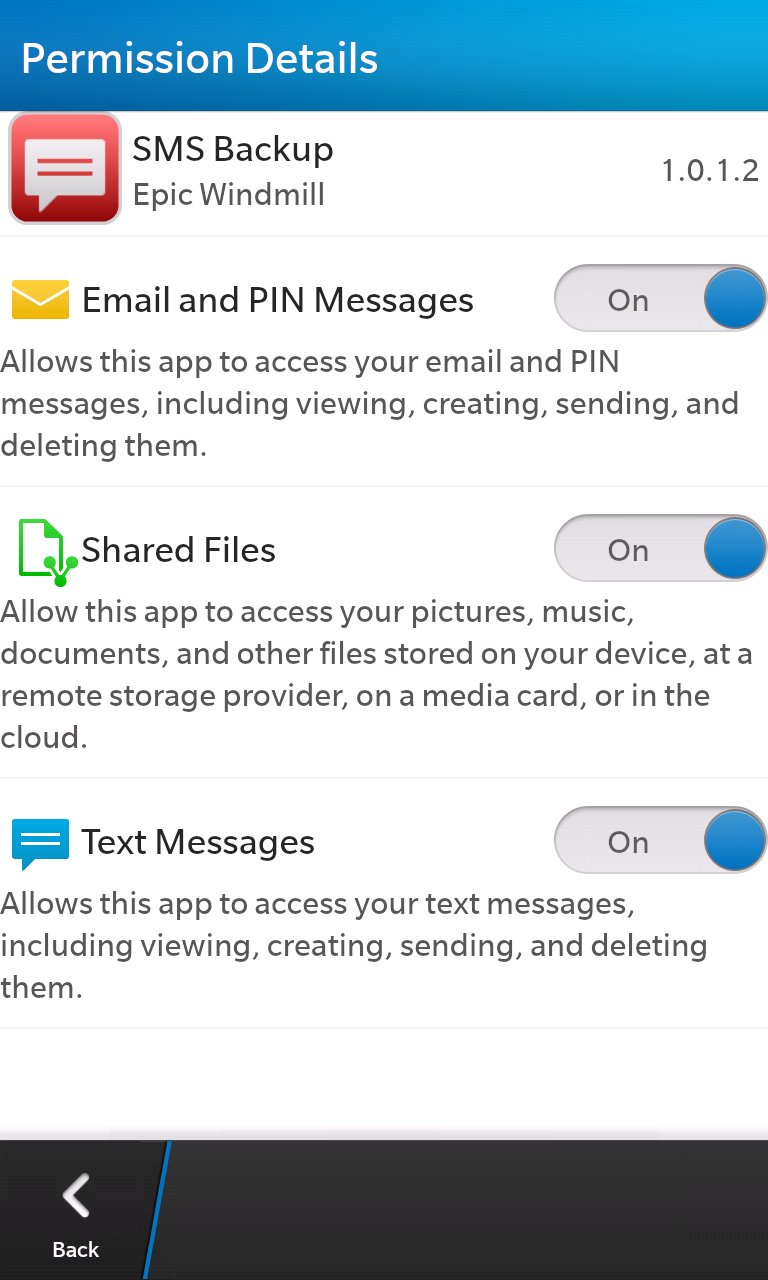 Permission Details
SMS Backup
Epic Windmill
1.0.1.2
Email and PIN Messages
On
Allows this app to access your email and PIN
messages, including viewing, creating, sending, and
deleting them.
Shared Files
On
Allow this app to access your pictures, music,
documents, and other files stored on your device, at a
remote storage provider, on a media card, or in the
cloud.
Text Messages
On
Allows this app to access your text messages,
including viewing, creating, sending, and deleting
them.
Back